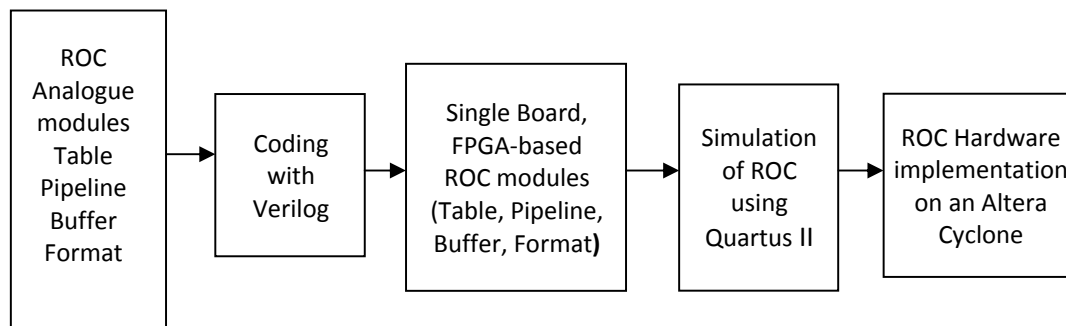 ROC
Analogue
modules
Table
Pipeline
Buffer
Format
Coding
with
Verilog
Single Board,
FPGA-based
ROC modules
(Table, Pipeline,
Buffer, Format)
Simulation
of ROC
using
Quartus II
ROC Hardware
implementation
on an Altera
Cyclone